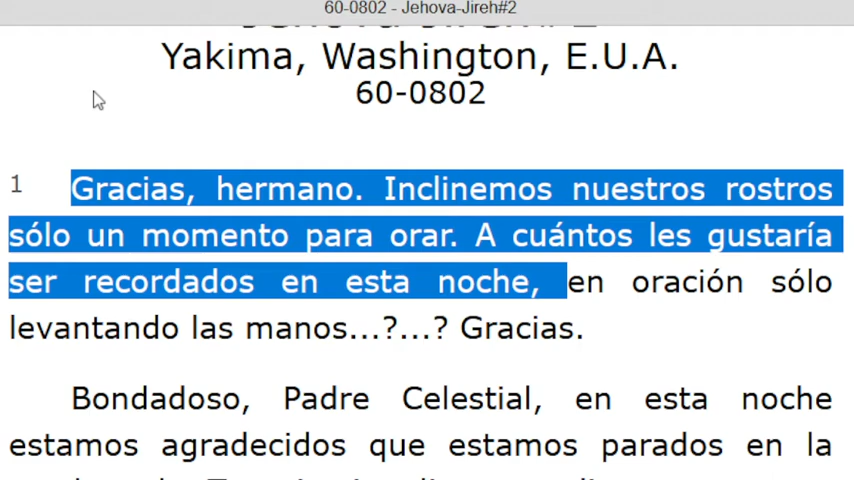 60-0802 - Jehova-Jireh#2
Yakima, Washington, E.U.A.
60-0802
1 Gracias, hermano. Inclinemos nuestros rostros
sólo un momento para orar. A cuántos les gustaría
ser recordados en esta noche, en oración sólo
levantando las manos...?...? Gracias.
Bondadoso, Padre Celestial, en esta noche
estamos agradecidos que estamos parados en la